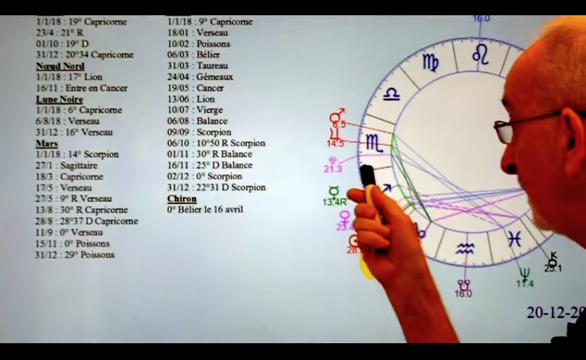 1/1/18 : 19° Capricorne
23/4 : 21° R
01/10 : 19° D
31/12 : 20°34 Capricorne
Nœud Nord
1/1/18 : 17° Lion
16/11 : Entre en Cancer
Lune Noire
1/1/18 : 6° Capricorne
6/8/18 : Verseau
31/12 : 16° Verseau
Mars
1/1/18 : 14° Scorpion
27/1 : Sagittaire
18/3 : Capricorne
17/5 : Verseau
27/5 : 9° R Verseau
13/8 : 30° R Capricorne
28/8 : 28°37 D Capricorne
11/9 : 0° Verseau
15/11 : 0° Poissons
31/12 : 29° Poissons
1/1/18 : 9° Capricorne
18/01 : Verseau
10/02 : Poissons
06/03 : Bélier
31/03 : Taureau
24/04 : Gémeaux
19/05 : Cancer
13/06 : Lion
10/07 : Vierge
06/08 : Balance
09/09 : Scorpion
06/10 : 10°50 R Scorpion
01/11 : 30° R Balance
16/11 : 25° D Balance
02/12 : 0° Scorpion
31/12 : 22°31 D Scorpion
Chiron
0° Bélier le 16 avril
16.0
14.5
21.3
13.4R
16.0
11.4
25.1
20-12-20